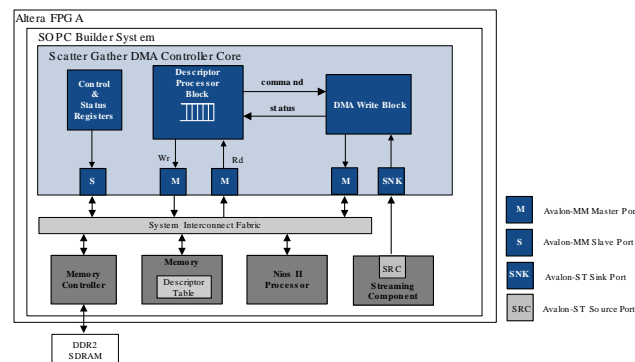 Altera FPGA
SOPC Builder System
Scatter Gather DMA Controller Core
Control
&
Status
Registers
Descriptor
Processor
Block
command
status
DMA Write Block
Wr
Rd
S
M
M
M
SNK
System Interconnect Fabric
Memory
Controller
Memory
Descriptor
Table
Nios II
Processor
SRC
Streaming
Component
DDR2
SDRAM
M
Avalon-MM Master Port
S
Avalon-MM Slave Port
SNK
Avalon-ST Sink Port
SRC
Avalon-ST Source Port